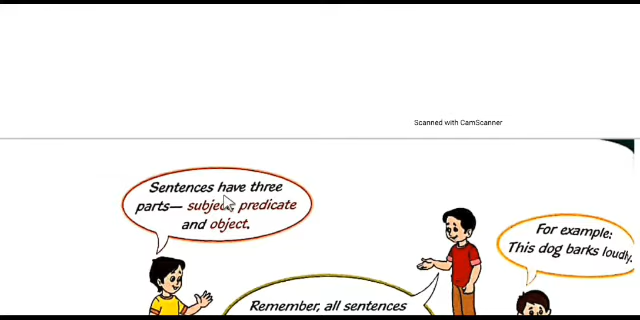 Scanned with CamScanner
Sentences have three
parts— subject, predicate
and object.
For example:
This dog barks loudly.
Remember, all sentences